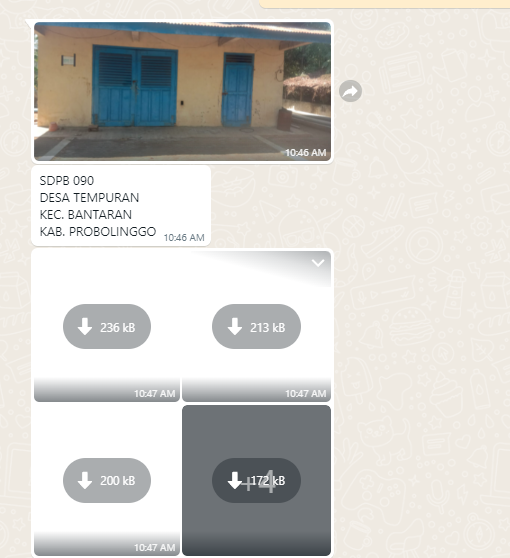 10:46 AM
SDPB 090
DESA TEMPURAN
KEC. BANTARAN
KAB. PROBOLINGGO 10:46 AM
236 kB
213 kB
10:47 AM
10:47 AM
200 kB
+4
172 kB
10:47 AM